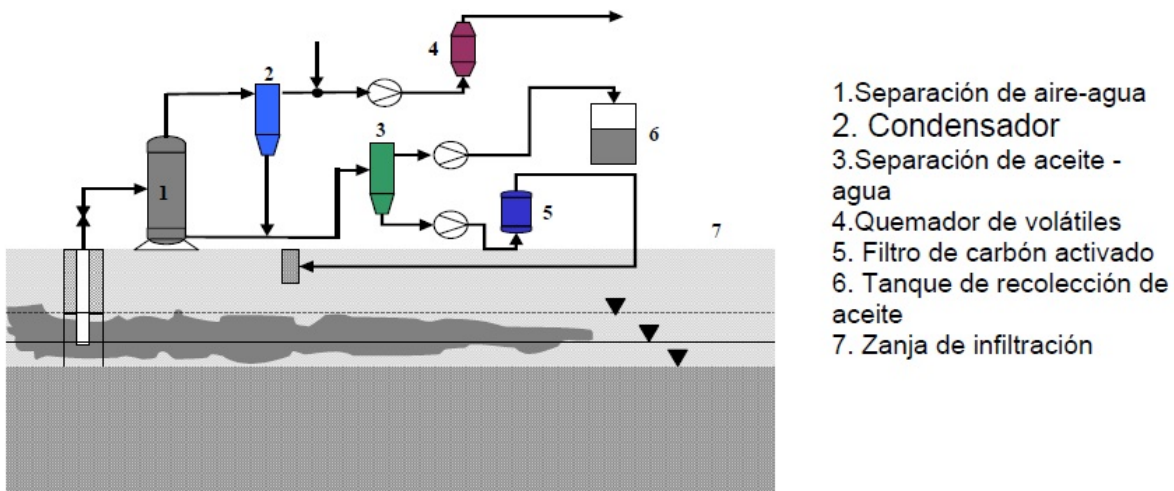 4
2
3
6
1
5
7
1.Separación de aire-agua
2. Condensador
3.Separación de aceite -
agua
4.Quemador de volátiles
5. Filtro de carbón activado
6. Tanque de recolección de
aceite
7. Zanja de infiltración